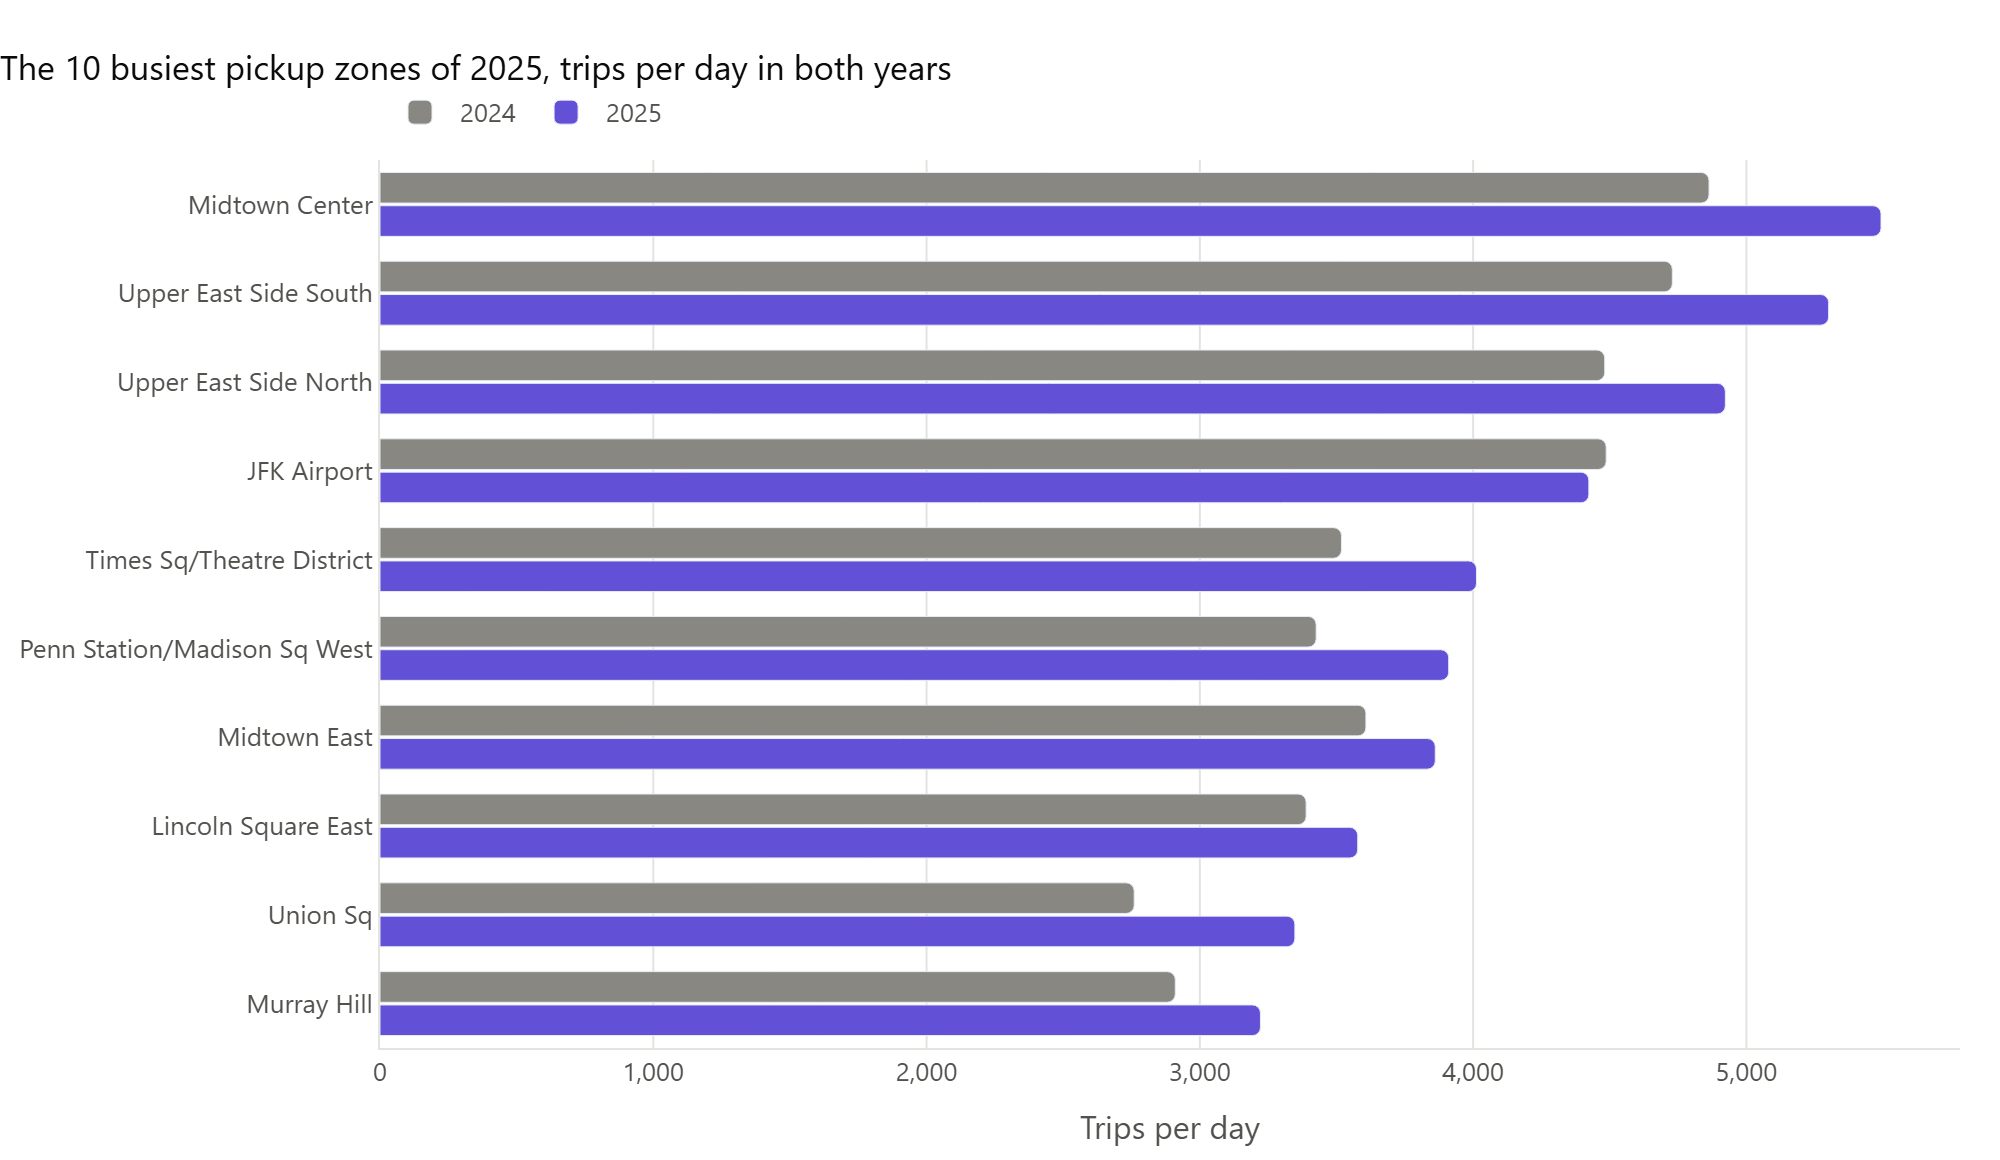 The 10 busiest pickup zones of 2025, trips per day in both years
2024 2025
Midtown Center
Upper East Side South
Upper East Side North
JFK Airport
Times Sq/Theatre District
Penn Station/Madison Sq West
Midtown East
Lincoln Square East
Union Sq
Murray Hill
0 1,000 2,000 3,000 4,000 5,000
Trips per day